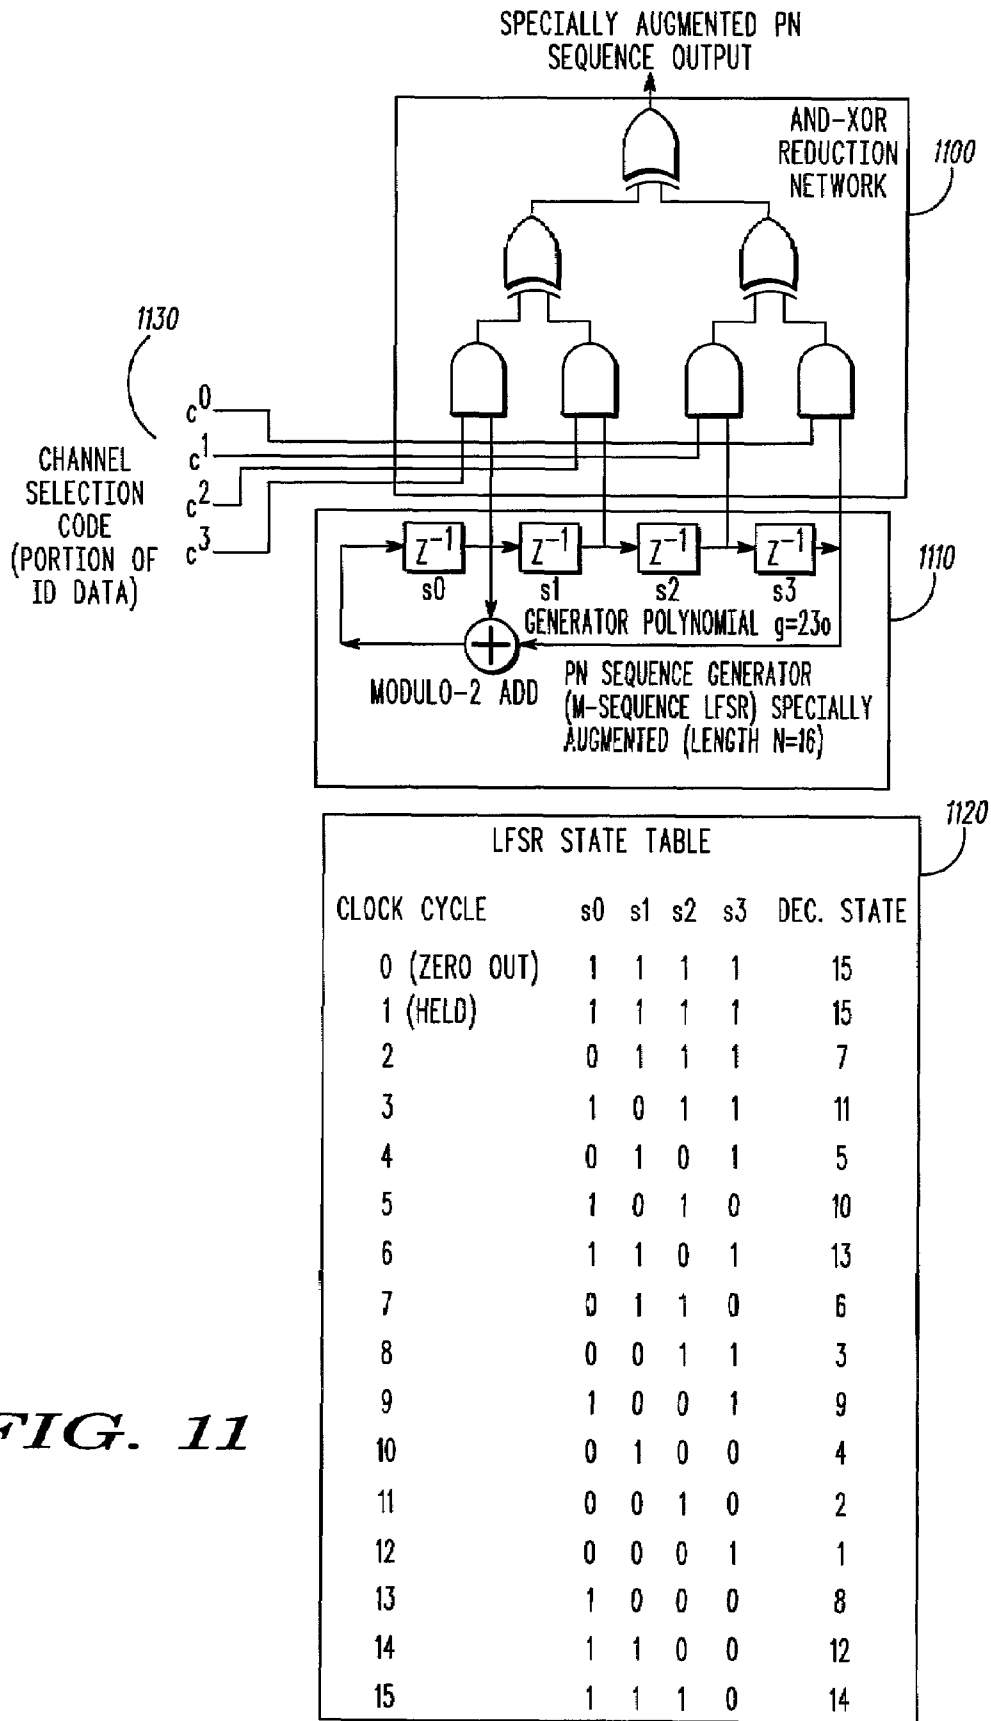 SPECIALLY AUGMENTED PN
SEQUENCE OUTPUT
AND-XOR
REDUCTION
NETWORK
1100
1130
c0
c1
c2
c3
CHANNEL
SELECTION
CODE
(PORTION OF
ID DATA)
Z-1 Z-1 Z-1 Z-1
s0 s1 s2 s3
1110
GENERATOR POLYNOMIAL g=23o
MODULO-2 ADD
PN SEQUENCE GENERATOR
(M-SEQUENCE LFSR) SPECIALLY
AUGMENTED (LENGTH N=16)
1120
LFSR STATE TABLE
CLOCK CYCLE s0 s1 s2 s3 DEC. STATE
0 (ZERO OUT) 1 1 1 1 15
1 (HELD) 1 1 1 1 15
2 0 1 1 1 7
3 1 0 1 1 11
4 0 1 0 1 5
5 1 0 1 0 10
6 1 1 0 1 13
7 0 1 1 0 6
8 0 0 1 1 3
9 1 0 0 1 9
10 0 1 0 0 4
11 0 0 1 0 2
12 0 0 0 1 1
13 1 0 0 0 8
14 1 1 0 0 12
15 1 1 1 0 14
FIG. 11